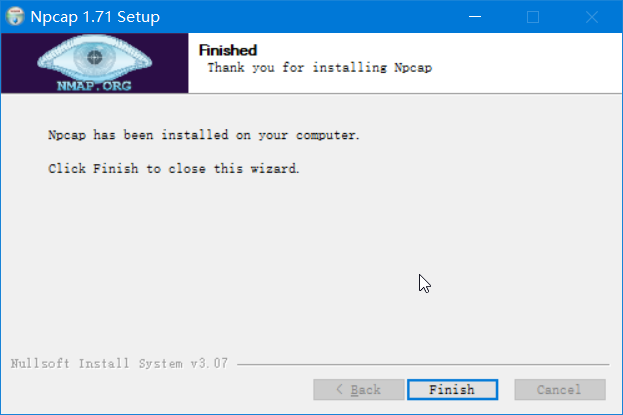 Npcap 1.71 Setup
NMAP.ORG
Finished
Thank you for installing Npcap
Npcap has been installed on your computer.
Click Finish to close this wizard.
Nullsoft Install System v3.07
< Back
Finish
Cancel